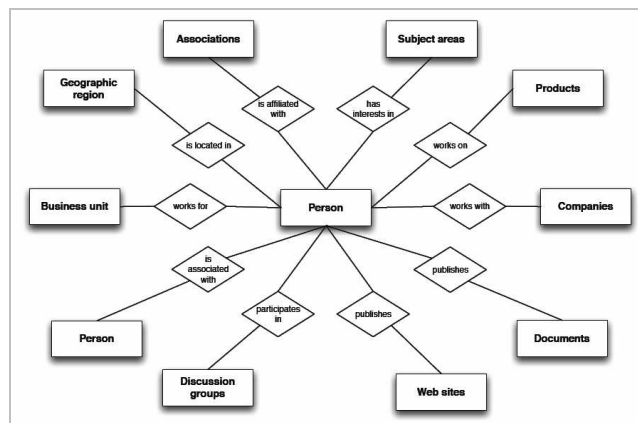 Associations
Subject areas
Geographic
region
Products
is affiliated
with
has
interests in
is located in
works on
Business unit
works for
Person
works with
Companies
is
associated
with
publishes
participates
in
publishes
Person
Documents
Discussion
groups
Web sites